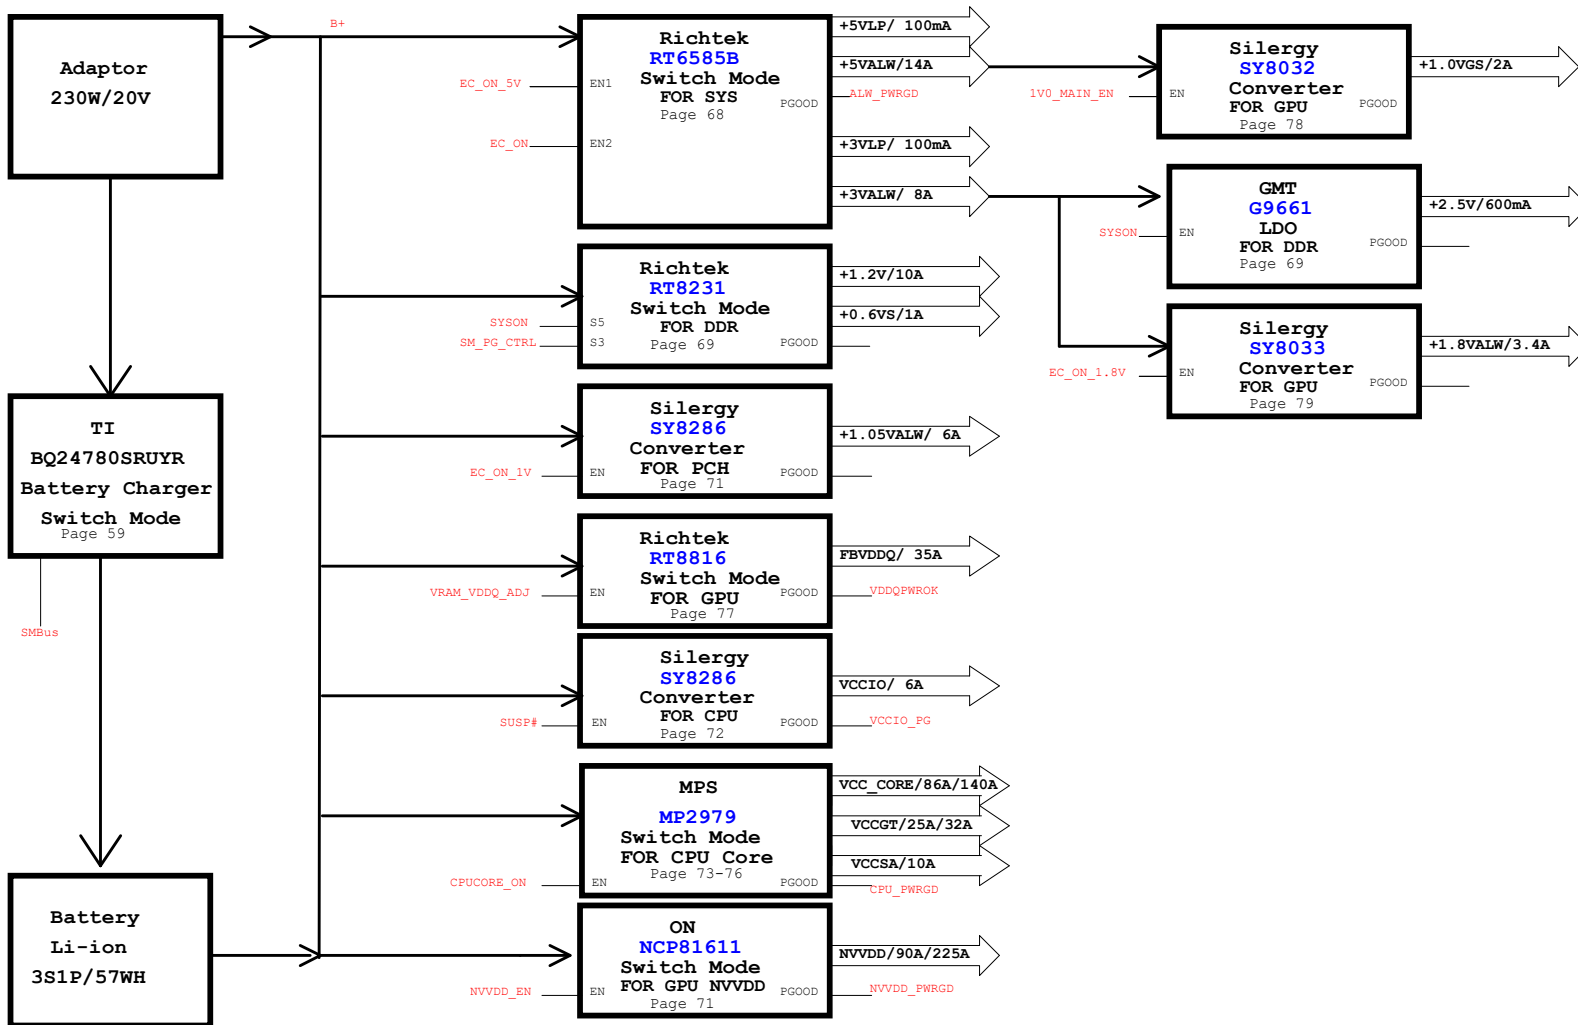 Adaptor
230W/20V
TI
BQ24780SRUYR
Battery Charger
Switch Mode
Page 59
SMBus
Battery
Li-ion
3S1P/57WH
B+
EC_ON_5V
EC_ON
EN1
EN2
Richtek
RT6585B
Switch Mode
FOR SYS
Page 68
PGOOD
+5VLP/ 100mA
+5VALW/14A
ALW_PWRGD
+3VLP/ 100mA
+3VALW/ 8A
1V0_MAIN_EN
EN
Silergy
SY8032
Converter
FOR GPU
Page 78
PGOOD
+1.0VGS/2A
SYSON
EN
GMT
G9661
LDO
FOR DDR
Page 69
PGOOD
+2.5V/600mA
EC_ON_1.8V
EN
Silergy
SY8033
Converter
FOR GPU
Page 79
PGOOD
+1.8VALW/3.4A
SYSON
SM_PG_CTRL
S5
S3
Richtek
RT8231
Switch Mode
FOR DDR
Page 69
PGOOD
+1.2V/10A
+0.6VS/1A
EC_ON_1V
EN
Silergy
SY8286
Converter
FOR PCH
Page 71
PGOOD
+1.05VALW/ 6A
VRAM_VDDQ_ADJ
EN
Richtek
RT8816
Switch Mode
FOR GPU
Page 77
PGOOD
FBVDDQ/ 35A
VDDQPWROK
SUSP#
EN
Silergy
SY8286
Converter
FOR CPU
Page 72
PGOOD
VCCIO/ 6A
VCCIO_PG
CPUCORE_ON
EN
MPS
MP2979
Switch Mode
FOR CPU Core
Page 73-76
PGOOD
VCC_CORE/86A/140A
VCCGT/25A/32A
VCCSA/10A
CPU_PWRGD
NVVDD_EN
EN
ON
NCP81611
Switch Mode
FOR GPU NVVDD
Page 71
PGOOD
NVVDD/90A/225A
NVVDD_PWRGD